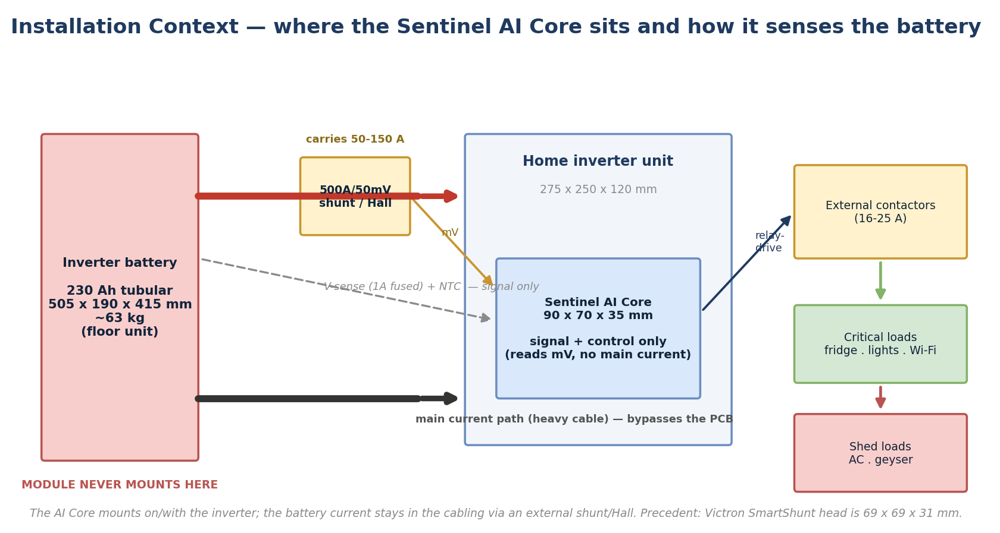 Installation Context — where the Sentinel AI Core sits and how it senses the battery
carries 50-150 A
500A/50mV
shunt / Hall
Home inverter unit
275 x 250 x 120 mm
External contactors
(16-25 A)
mV
relay-
drive
Inverter battery
230 Ah tubular
505 x 190 x 415 mm
~63 kg
(floor unit)
V-sense (1A fused) + NTC — signal only
Sentinel AI Core
90 x 70 x 35 mm
signal + control only
(reads mV, no main current)
Critical loads
fridge . lights . Wi-Fi
main current path (heavy cable) — bypasses the PCB
Shed loads
AC . geyser
MODULE NEVER MOUNTS HERE
The AI Core mounts on/with the inverter; the battery current stays in the cabling via an external shunt/Hall. Precedent: Victron SmartShunt head is 69 x 69 x 31 mm.